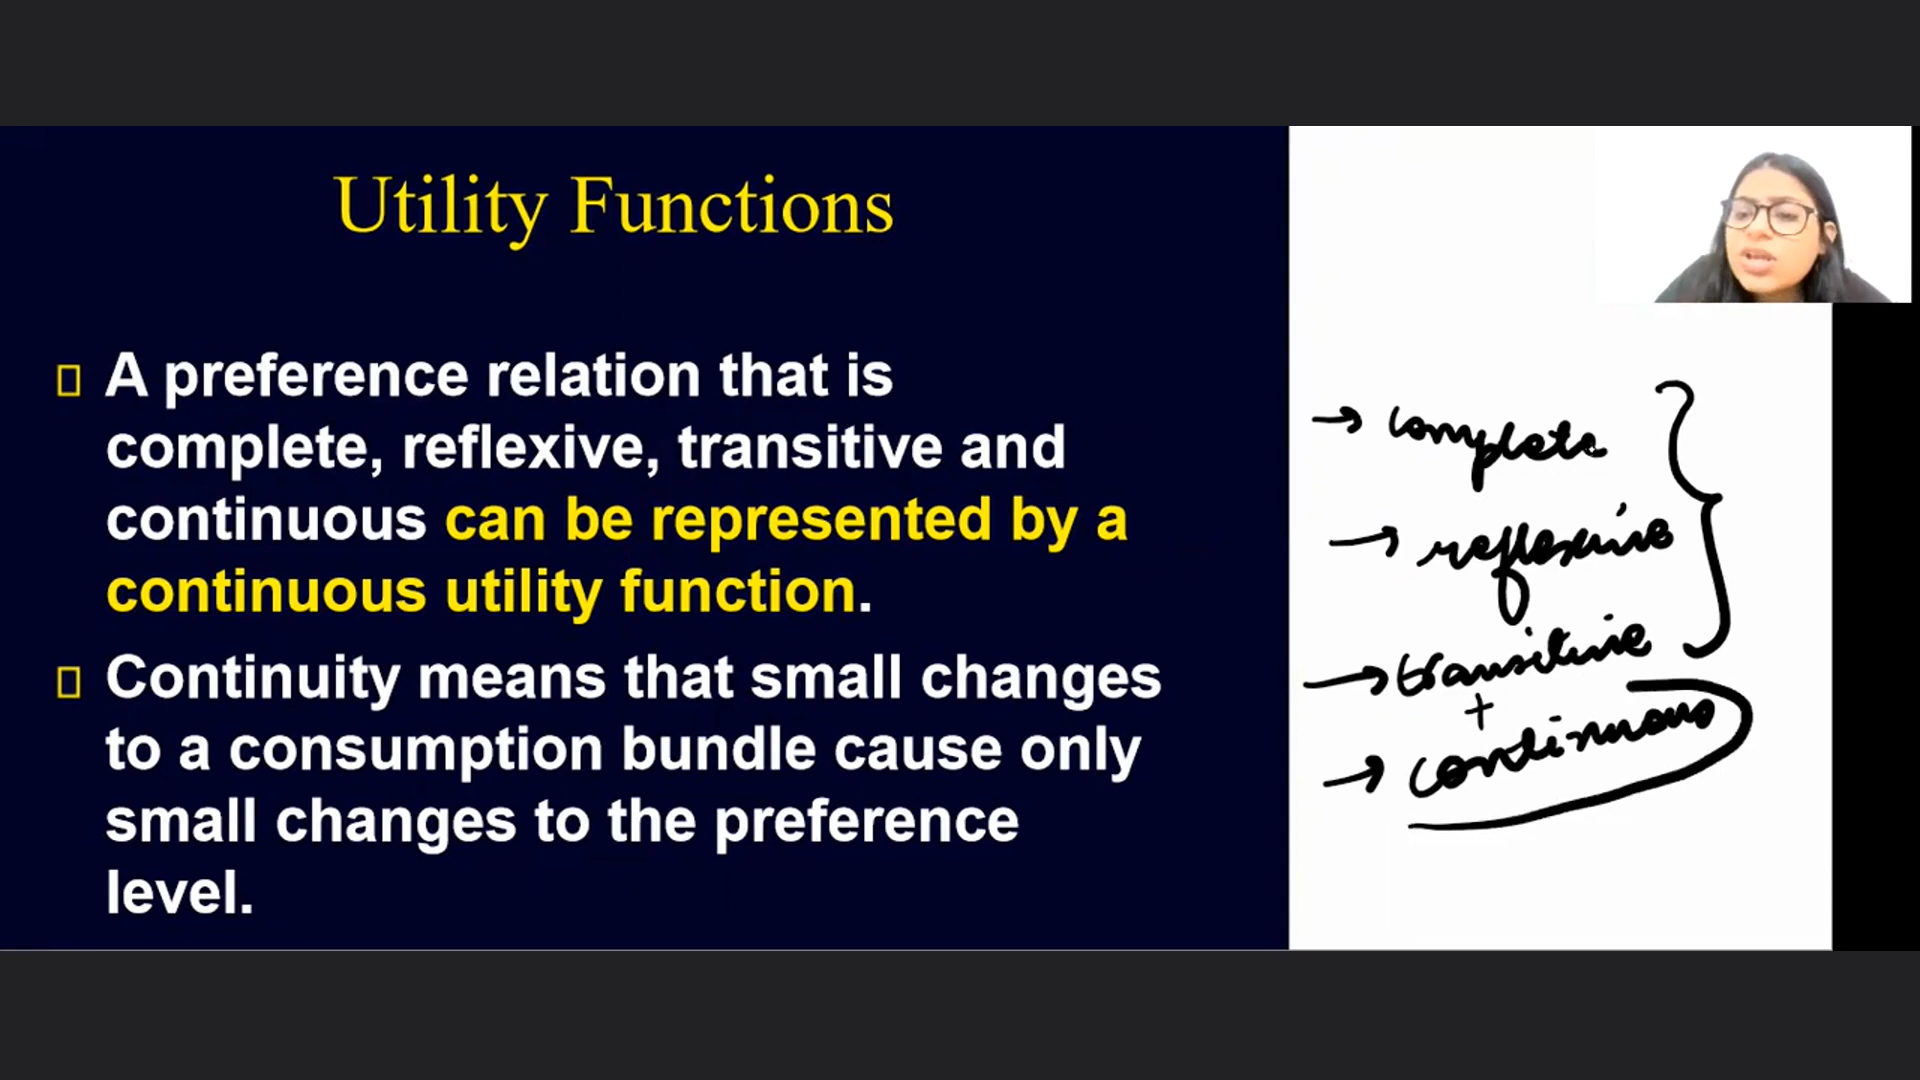 Utility Functions
A preference relation that is
complete, reflexive, transitive and
continuous can be represented by a
continuous utility function.
Continuity means that small changes
to a consumption bundle cause only
small changes to the preference
level.
→ complete
→ reflexive
→ transitive
+
→ continuous